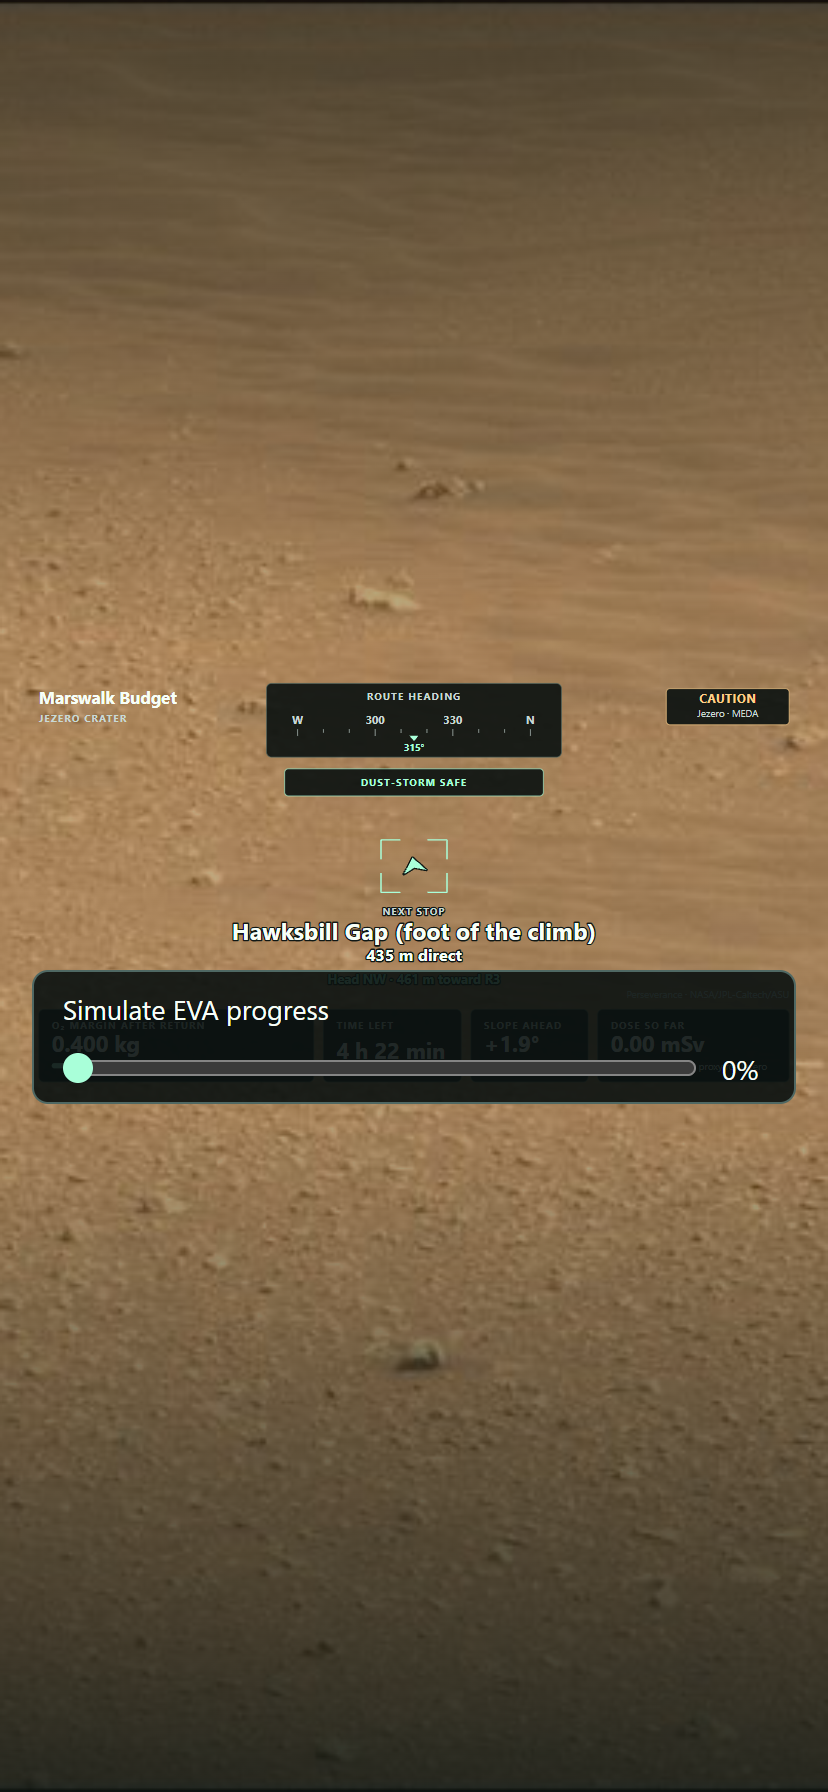 Marswalk Budget
JEZERO CRATER
ROUTE HEADING
W 300 330 N
315°
CAUTION
Jezero · MEDA
DUST-STORM SAFE
NEXT STOP
Hawksbill Gap (foot of the climb)
435 m direct
Head NW · 461 m toward R3
Simulate EVA progress
O₂ MARGIN AFTER RETURN
0.400 kg
TIME LEFT
4 h 22 min
SLOPE AHEAD
+1.9°
DOSE SO FAR
0.00 mSv
0%